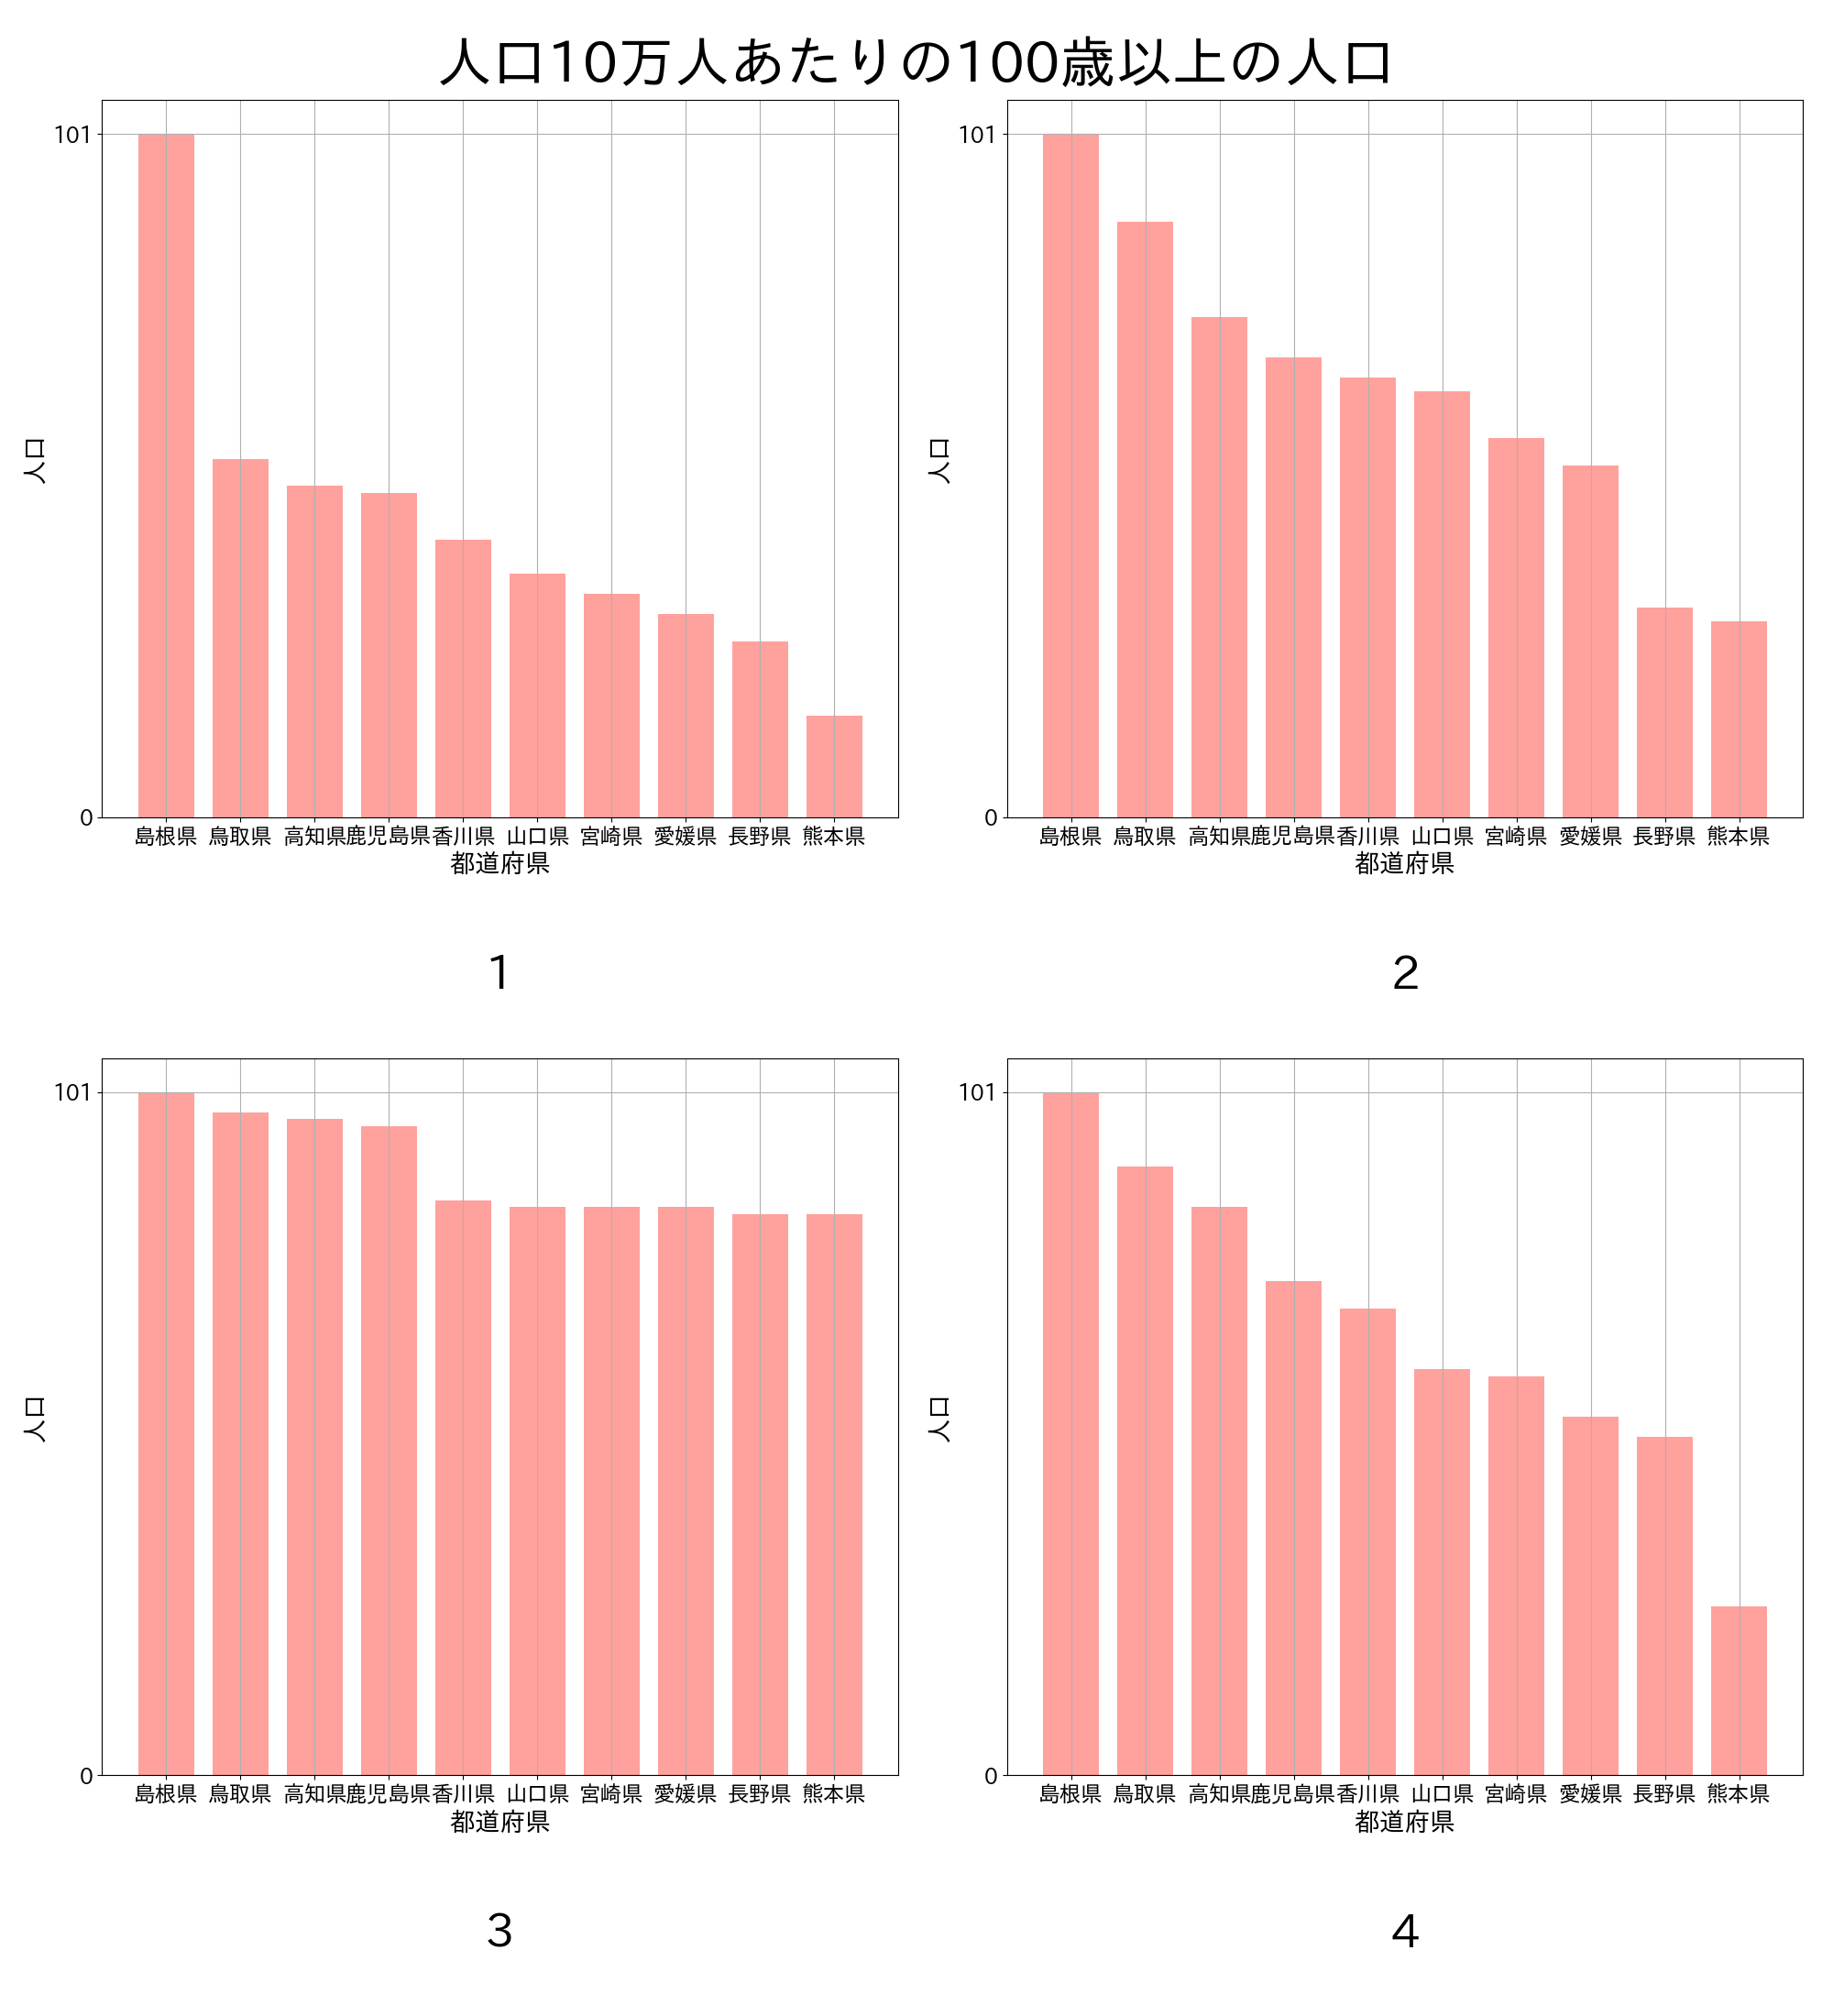 人口10万人あたりの100歳以上の人口
101
0
人口
島根県 鳥取県 高知県 鹿児島県 香川県 山口県 宮崎県 愛媛県 長野県 熊本県
都道府県
1
101
0
人口
島根県 鳥取県 高知県 鹿児島県 香川県 山口県 宮崎県 愛媛県 長野県 熊本県
都道府県
2
101
0
人口
島根県 鳥取県 高知県 鹿児島県 香川県 山口県 宮崎県 愛媛県 長野県 熊本県
都道府県
3
101
0
人口
島根県 鳥取県 高知県 鹿児島県 香川県 山口県 宮崎県 愛媛県 長野県 熊本県
都道府県
4